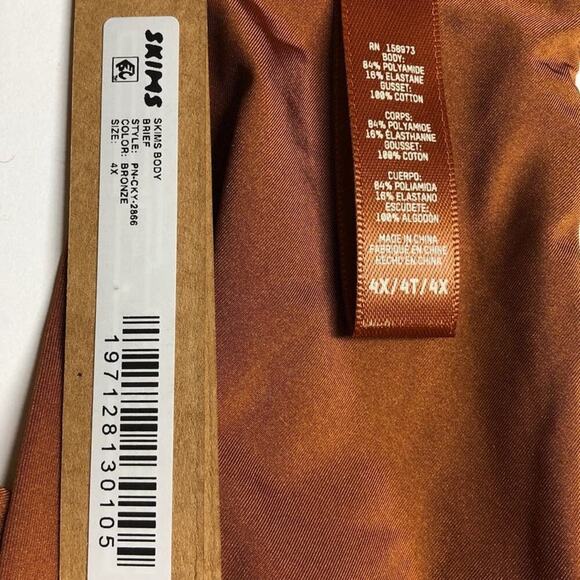 SKIMS
SKIMS BODY
BRIEF
STYLE: PN-CKY-2866
COLOR: BRONZE
SIZE: 4X
197128130105
RN 158973
BODY:
84% POLYAMIDE
16% ELASTANE
GUSSET:
100% COTTON
CORPS:
84% POLYAMIDE
16% ÉLASTHANNE
GOUSSET:
100% COTON
CUERPO:
84% POLIAMIDA
16% ELASTANO
ESCUDETE:
100% ALGODÓN
MADE IN CHINA
FABRIQUÉ EN CHINE
HECHO EN CHINA
4X/4T/4X